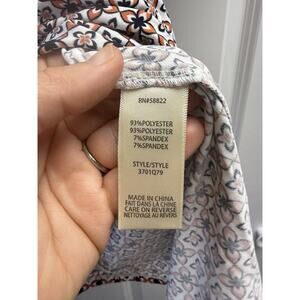 RN#58822
93%POLYESTER
93%POLYESTER
7%SPANDEX
7%SPANDEX
STYLE/STYLE
3701Q79
MADE IN CHINA
FAIT DANS LA CHINE
CARE ON REVERSE
NETTOYAGE AU REVERS